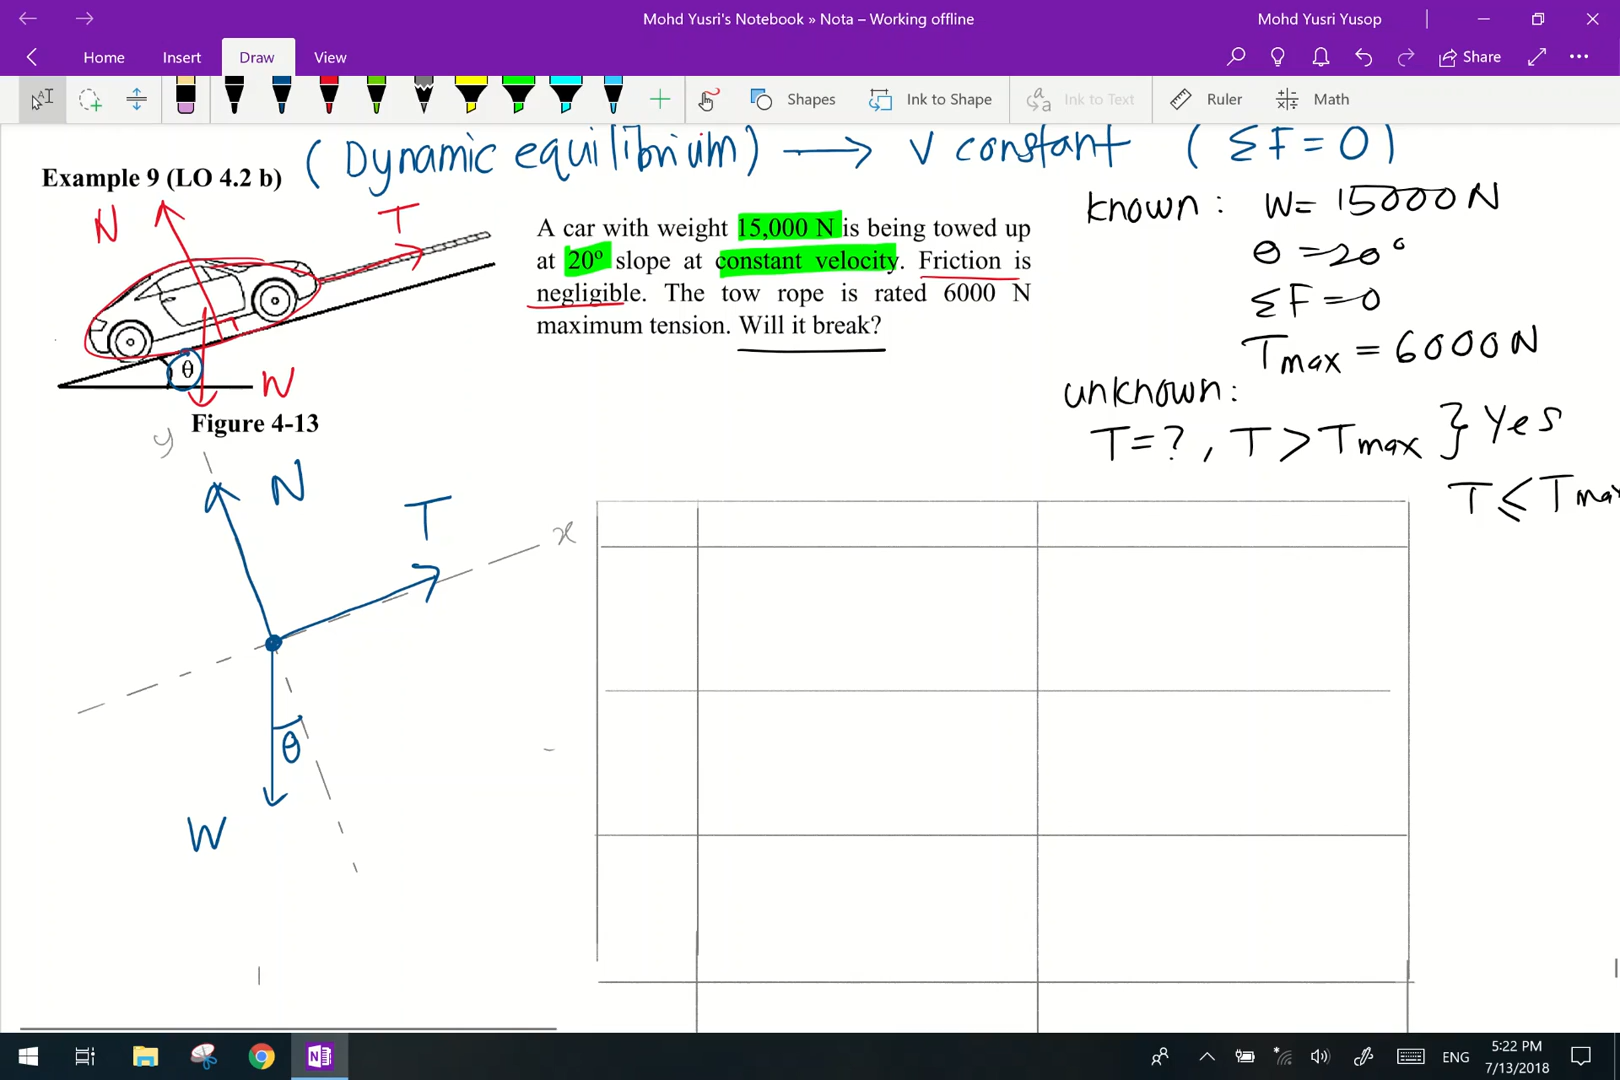 Mohd Yusri's Notebook » Nota – Working offline
Mohd Yusri Yusop
Home Insert Draw View
Share
Shapes Ink to Shape Ink to Text Ruler Math
(Dynamic equilibrium) → V constant (ΣF = 0)
Example 9 (LO 4.2 b)
N
T
θ
W
Figure 4-13
A car with weight 15,000 N is being towed up
at 20º slope at constant velocity. Friction is
negligible. The tow rope is rated 6000 N
maximum tension. Will it break?
known : W = 15000 N
θ = 20°
ΣF = 0
Tmax = 6000 N
unknown :
T = ? , T > Tmax } Yes
T ≤ Tmax
y
N
T
x
θ
W
ENG
5:22 PM
7/13/2018